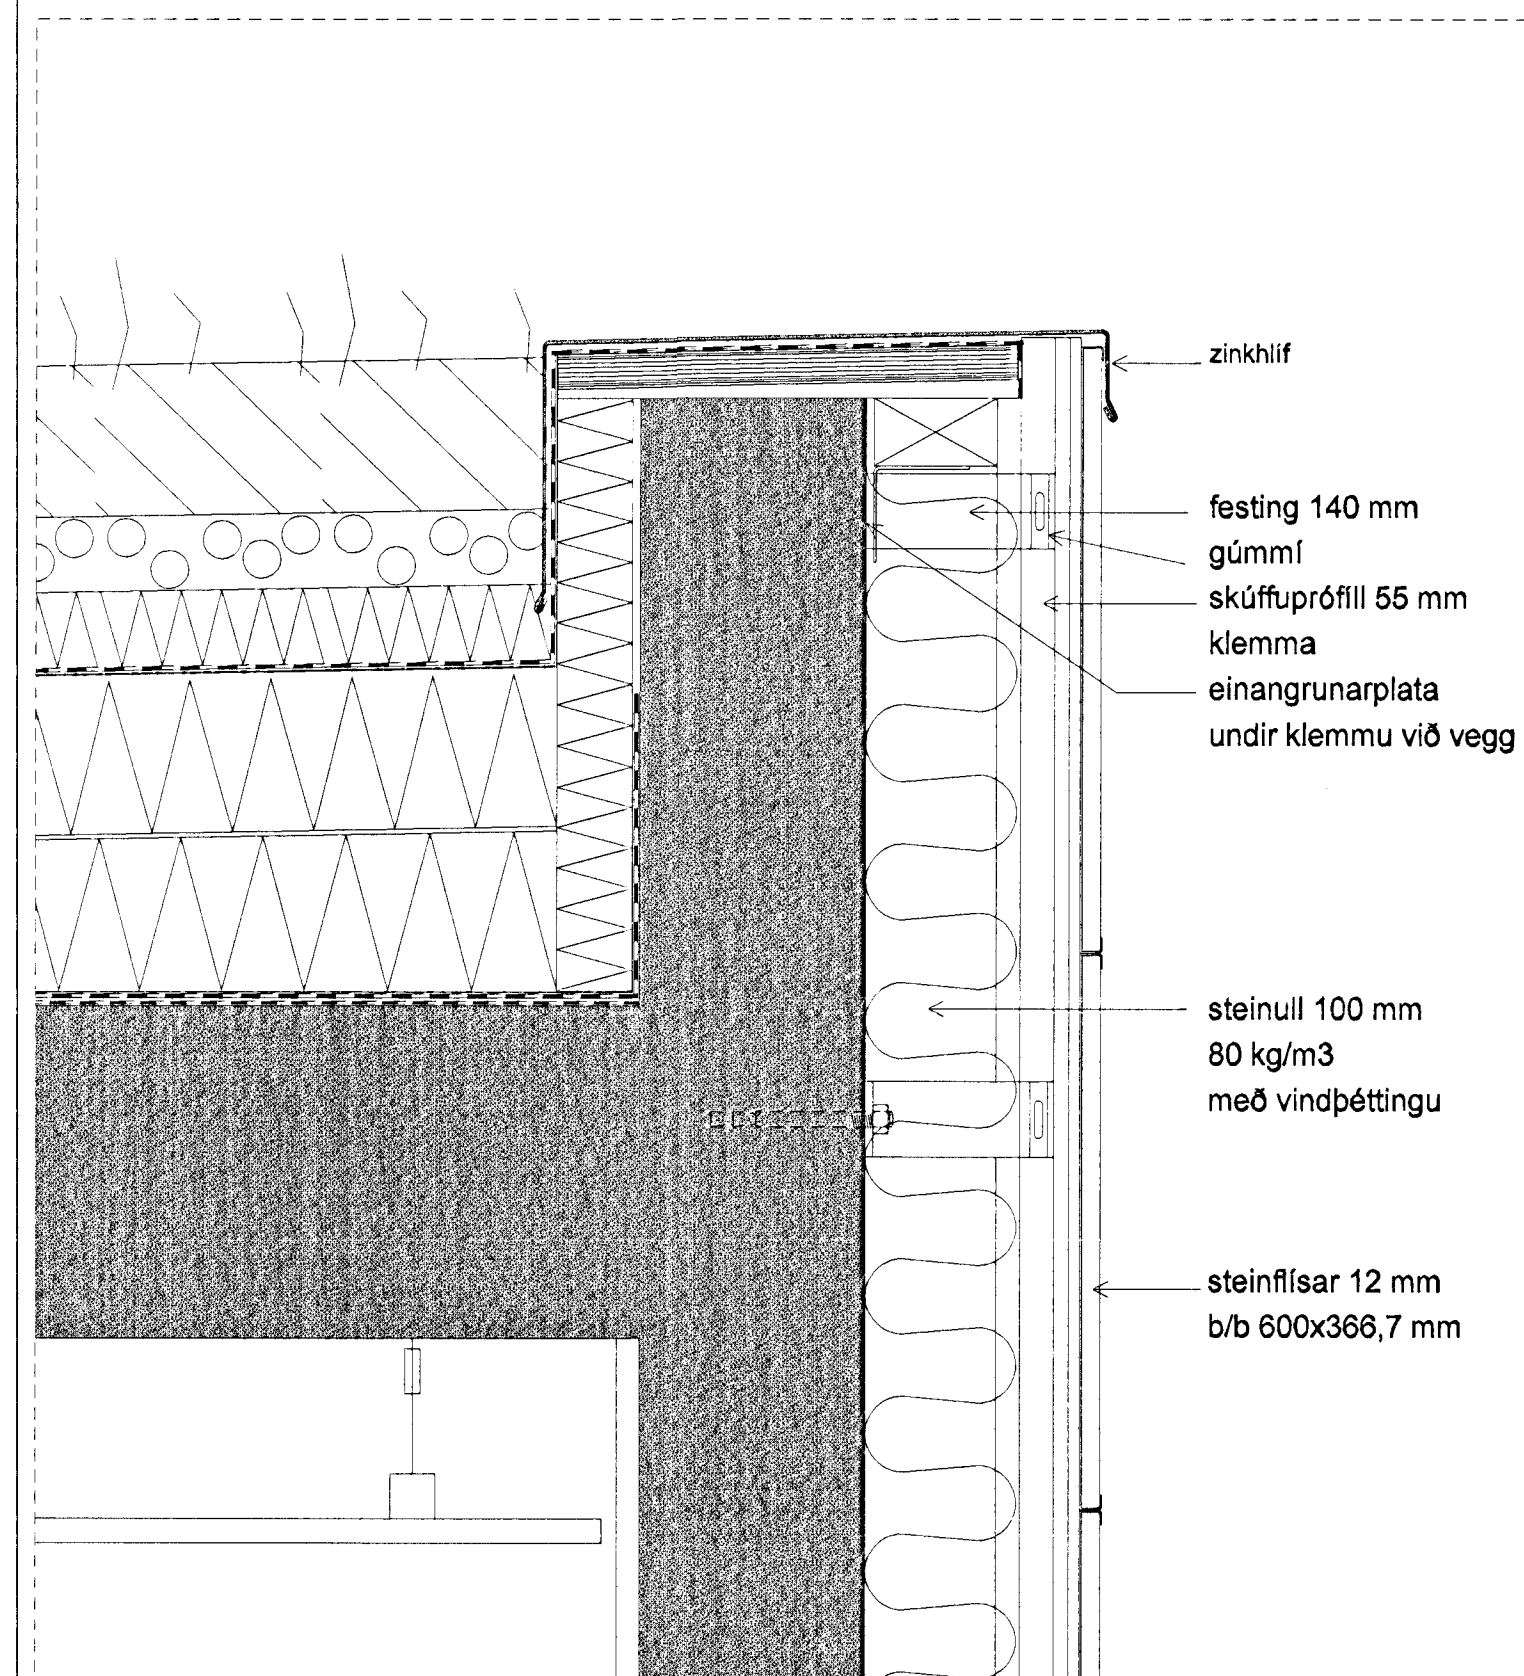 zinkhlíf
festing 140 mm
gúmmí
skúffuprófíll 55 mm
klemma
einangrunarplata
undir klemmu við vegg
steinull 100 mm
80 kg/m3
með vindþéttingu
steinflísar 12 mm
b/b 600x366,7 mm